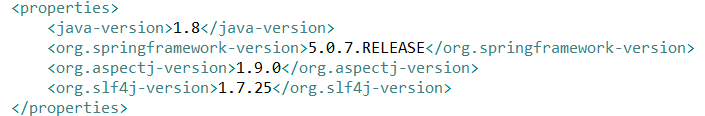 <properties>
<java-version>1.8</java-version>
<org.springframework-version>5.0.7.RELEASE</org.springframework-version>
<org.aspectj-version>1.9.0</org.aspectj-version>
<org.slf4j-version>1.7.25</org.slf4j-version>
</properties>